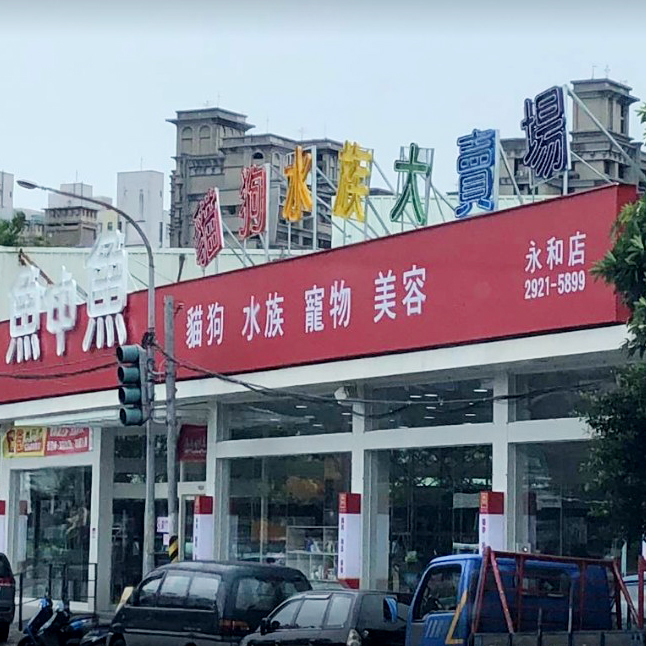 貓狗水族大賣場
魚中魚
貓狗 水族 寵物 美容
永和店
2921-5899